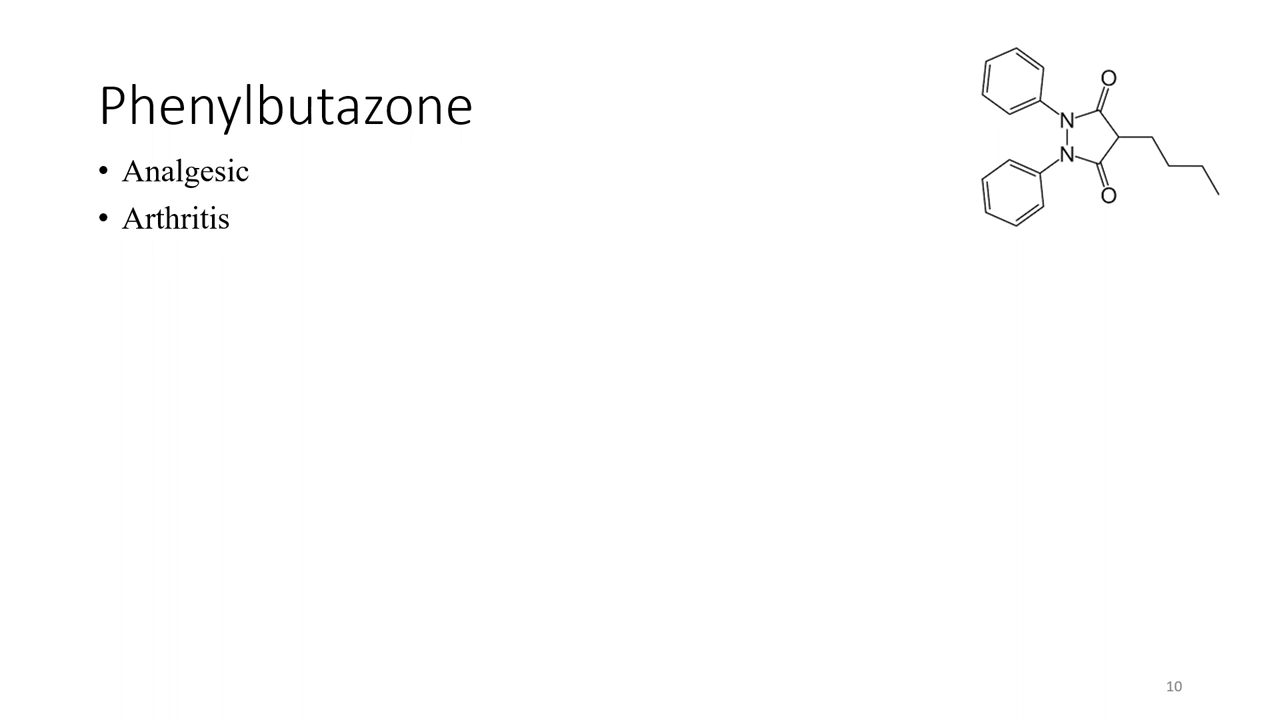 Phenylbutazone
• Analgesic
• Arthritis
O
N
N
O
10